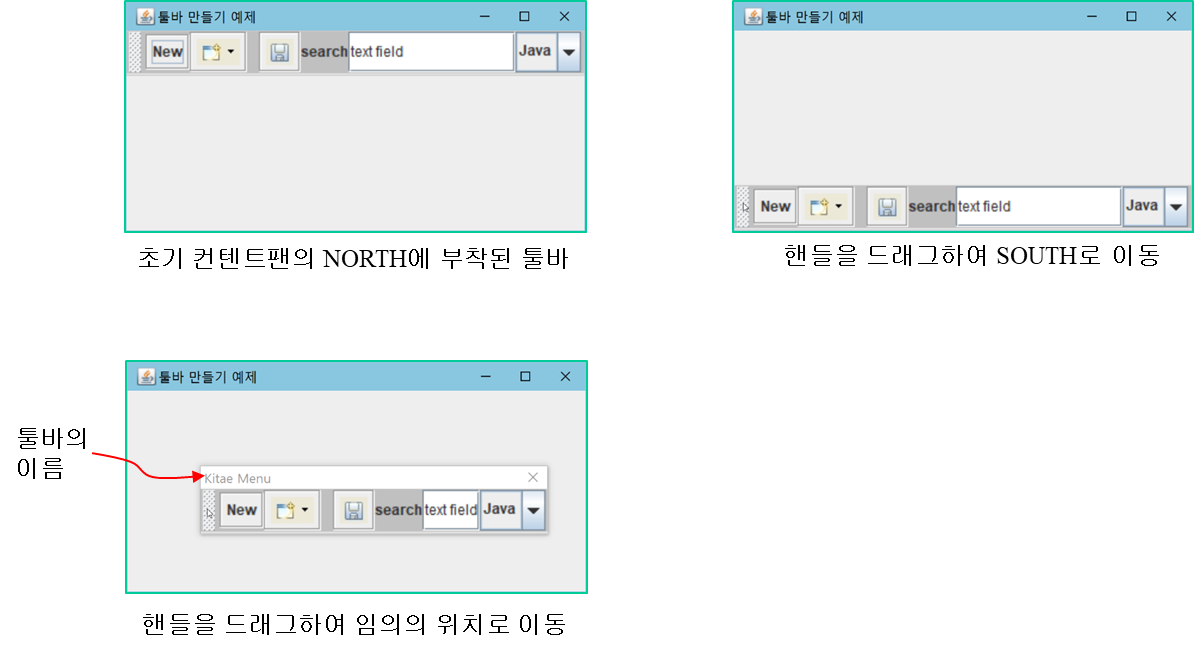 툴바 만들기 예제
New search text field Java
초기 컨텐트팬의 NORTH에 부착된 툴바
툴바 만들기 예제
New search text field Java
핸들을 드래그하여 SOUTH로 이동
툴바 만들기 예제
툴바의
이름
Kitae Menu
New search text field Java
핸들을 드래그하여 임의의 위치로 이동